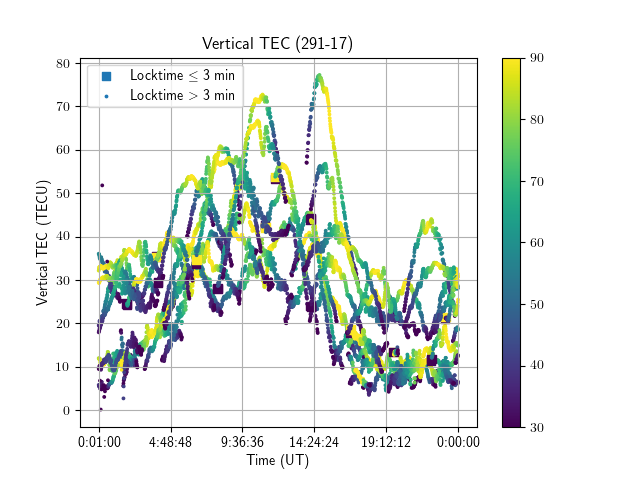 Vertical TEC (291-17)
Locktime ≤ 3 min
Locktime > 3 min
80
70
60
50
40
30
20
10
0
Vertical TEC (TECU)
0:01:00 4:48:48 9:36:36 14:24:24 19:12:12 0:00:00
Time (UT)
90
80
70
60
50
40
30